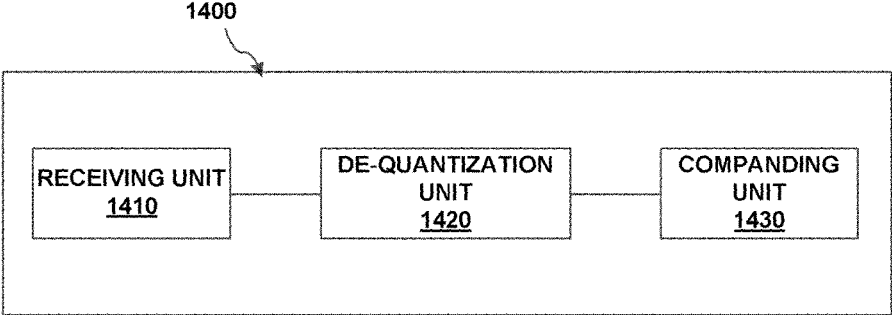 1400
RECEIVING UNIT
1410
DE-QUANTIZATION
UNIT
1420
COMPANDING
UNIT
1430